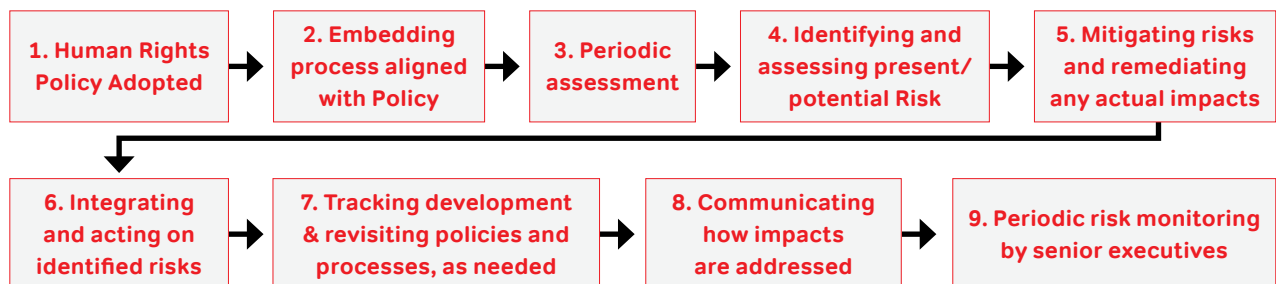 1. Human Rights
Policy Adopted
2. Embedding
process aligned
with Policy
3. Periodic
assessment
4. Identifying and
assessing present/
potential Risk
5. Mitigating risks
and remediating
any actual impacts
6. Integrating
and acting on
identified risks
7. Tracking development
& revisiting policies and
processes, as needed
8. Communicating
how impacts
are addressed
9. Periodic risk monitoring
by senior executives